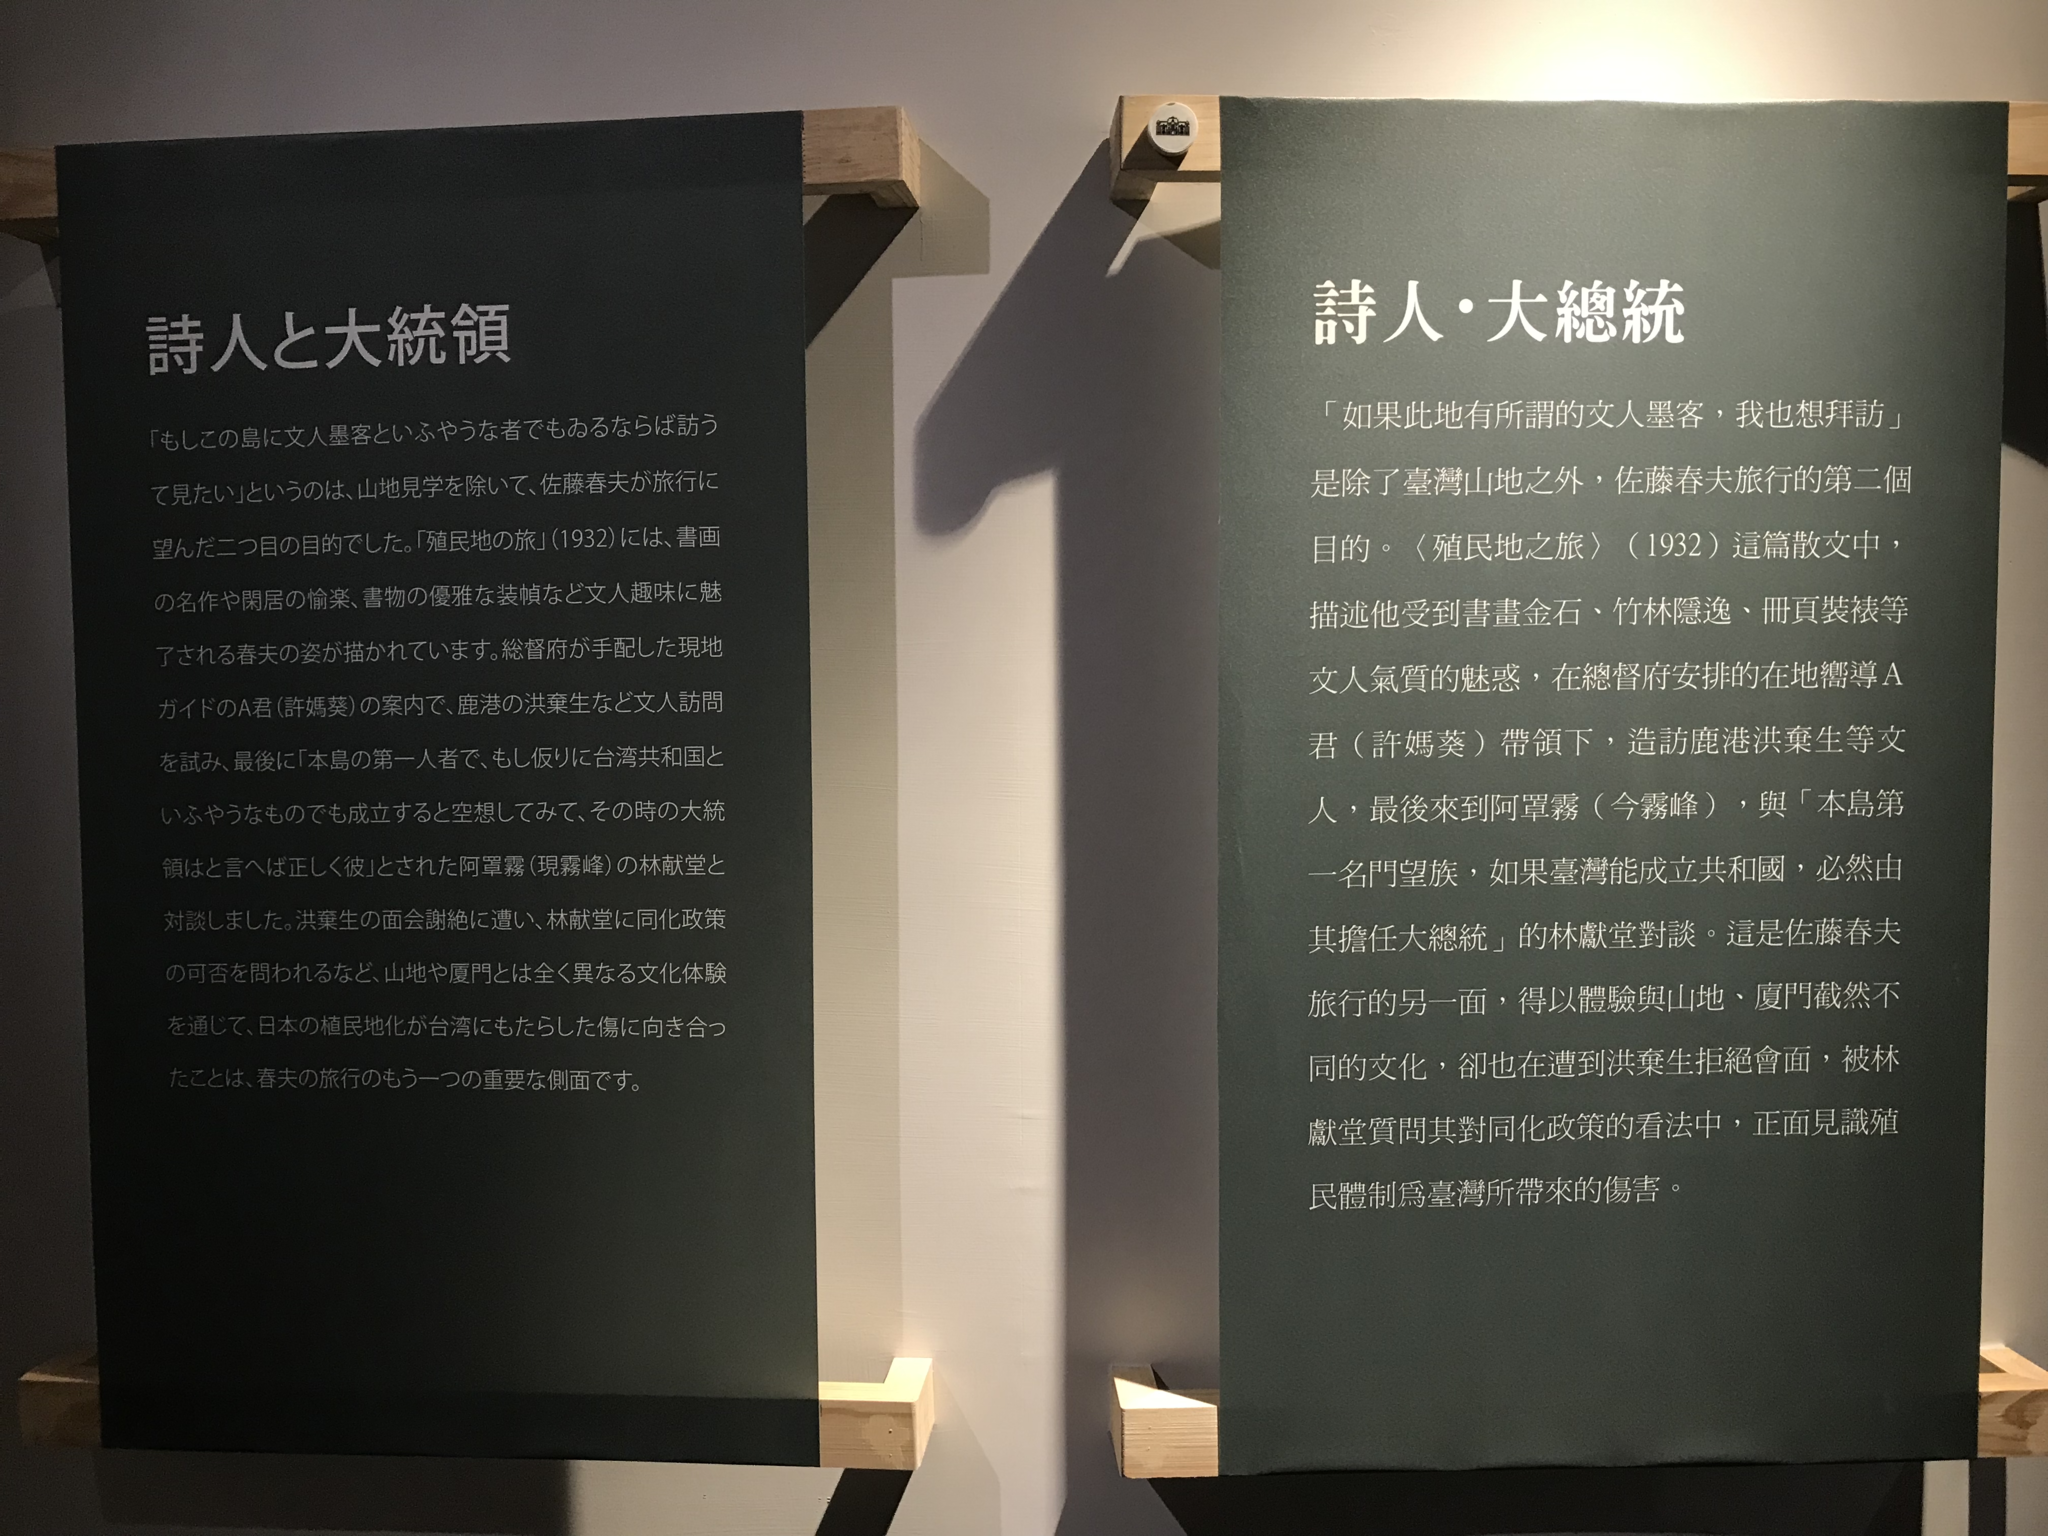 詩人と大統領
「もしこの島に文人墨客といふやうな者でもゐるならば訪う
て見たい」というのは、山地見学を除いて、佐藤春夫が旅行に
望んだ二つ目の目的でした。「殖民地の旅」（1932）には、書画
の名作や閑居の愉楽、書物の優雅な装幀など文人趣味に魅
了される春夫の姿が描かれています。総督府が手配した現地
ガイドのA君（許媽葵）の案内で、鹿港の洪棄生など文人訪問
を試み、最後に「本島の第一人者で、もし仮りに台湾共和国と
いふやうなものでも成立すると空想してみて、その時の大統
領はと言へば正しく彼」とされた阿罩霧（現霧峰）の林献堂と
対談しました。洪棄生の面会謝絶に遭い、林献堂に同化政策
の可否を問われるなど、山地や厦門とは全く異なる文化体験
を通じて、日本の植民地化が台湾にもたらした傷に向き合っ
たことは、春夫の旅行のもう一つの重要な側面です。
詩人・大總統
「如果此地有所謂的文人墨客，我也想拜訪」
是除了臺灣山地之外，佐藤春夫旅行的第二個
目的。〈殖民地之旅〉（1932）這篇散文中，
描述他受到書畫金石、竹林隱逸、冊頁裝裱等
文人氣質的魅惑，在總督府安排的在地嚮導A
君（許媽葵）帶領下，造訪鹿港洪棄生等文
人，最後來到阿罩霧（今霧峰），與「本島第
一名門望族，如果臺灣能成立共和國，必然由
其擔任大總統」的林獻堂對談。這是佐藤春夫
旅行的另一面，得以體驗與山地、廈門截然不
同的文化，卻也在遭到洪棄生拒絕會面，被林
獻堂質問其對同化政策的看法中，正面見識殖
民體制爲臺灣所帶來的傷害。